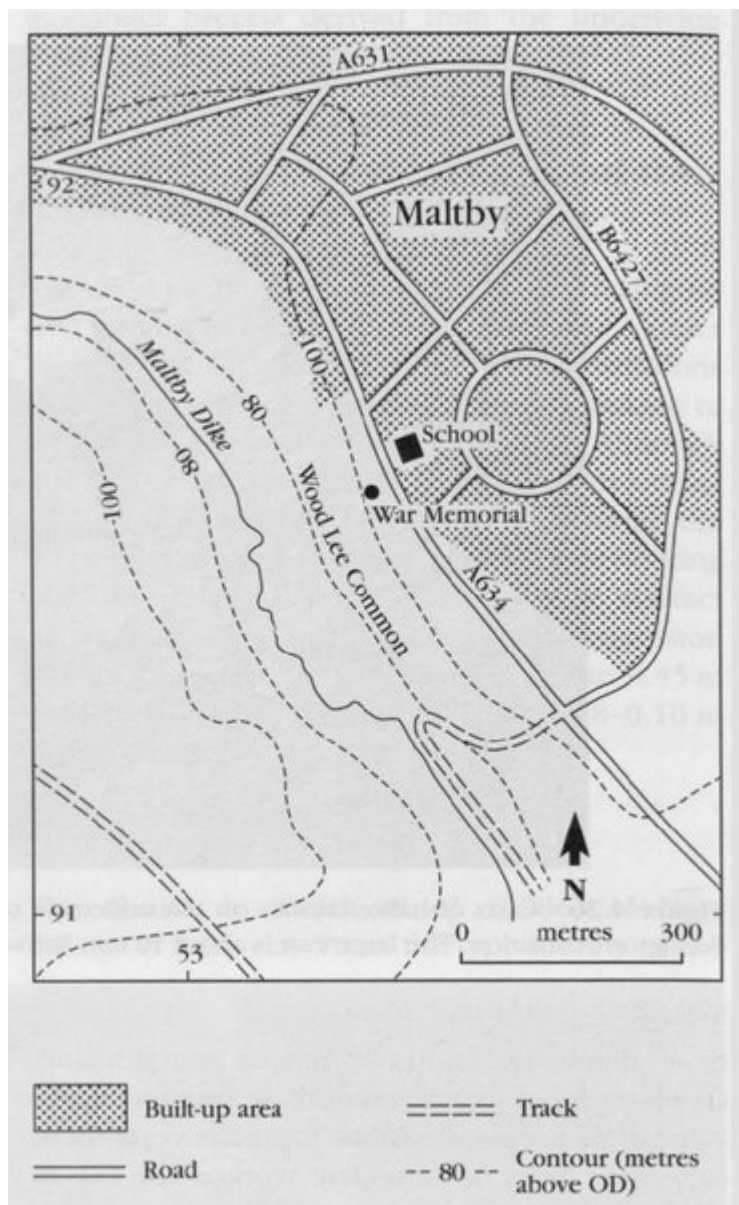 A631
92
Maltby
B6427
100
Maltby Dike
80
School
80
Wood Lee Common
100
War Memorial
A634
N
91
0 metres 300
53
Built-up area
Track
Road
-- 80 -- Contour (metres
above OD)